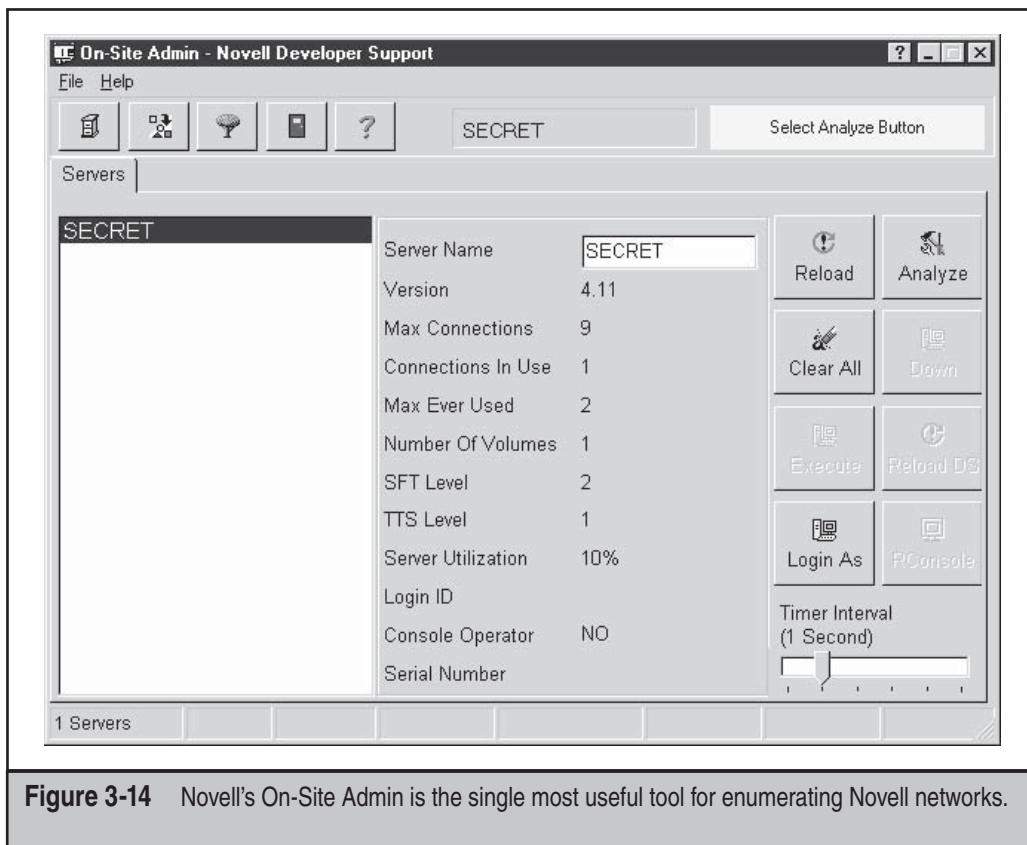 On-Site Admin - Novell Developer Support
File Help
SECRET
Select Analyze Button
Servers
SECRET
Server Name SECRET
Version 4.11
Max Connections 9
Connections In Use 1
Max Ever Used 2
Number Of Volumes 1
SFT Level 2
TTS Level 1
Server Utilization 10%
Login ID
Console Operator NO
Serial Number
Reload Analyze
Clear All Down
Execute Reload DS
Login As RConsole
Timer Interval
(1 Second)
1 Servers
Figure 3-14 Novell's On-Site Admin is the single most useful tool for enumerating Novell networks.